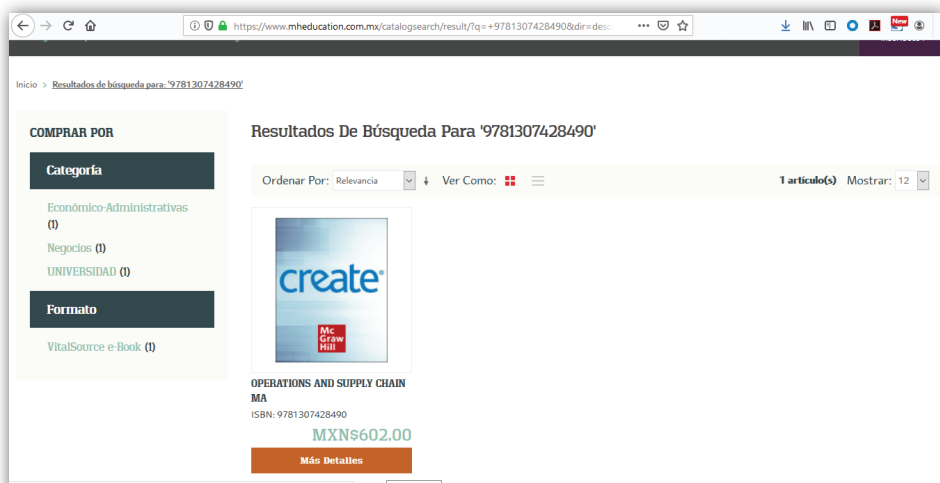 https://www.mheducation.com.mx/catalogsearch/result/?q=+9781307428490&dir=desc
New
Inicio > Resultados de búsqueda para: '9781307428490'
COMPRAR POR
Categoría
Económico-Administrativas
(1)
Negocios (1)
UNIVERSIDAD (1)
Formato
VitalSource e-Book (1)
Resultados De Búsqueda Para '9781307428490'
Ordenar Por: Relevancia Ver Como: 1 artículo(s) Mostrar: 12
create
Mc
Graw
Hill
OPERATIONS AND SUPPLY CHAIN
MA
ISBN: 9781307428490
MXN$602.00
Más Detalles